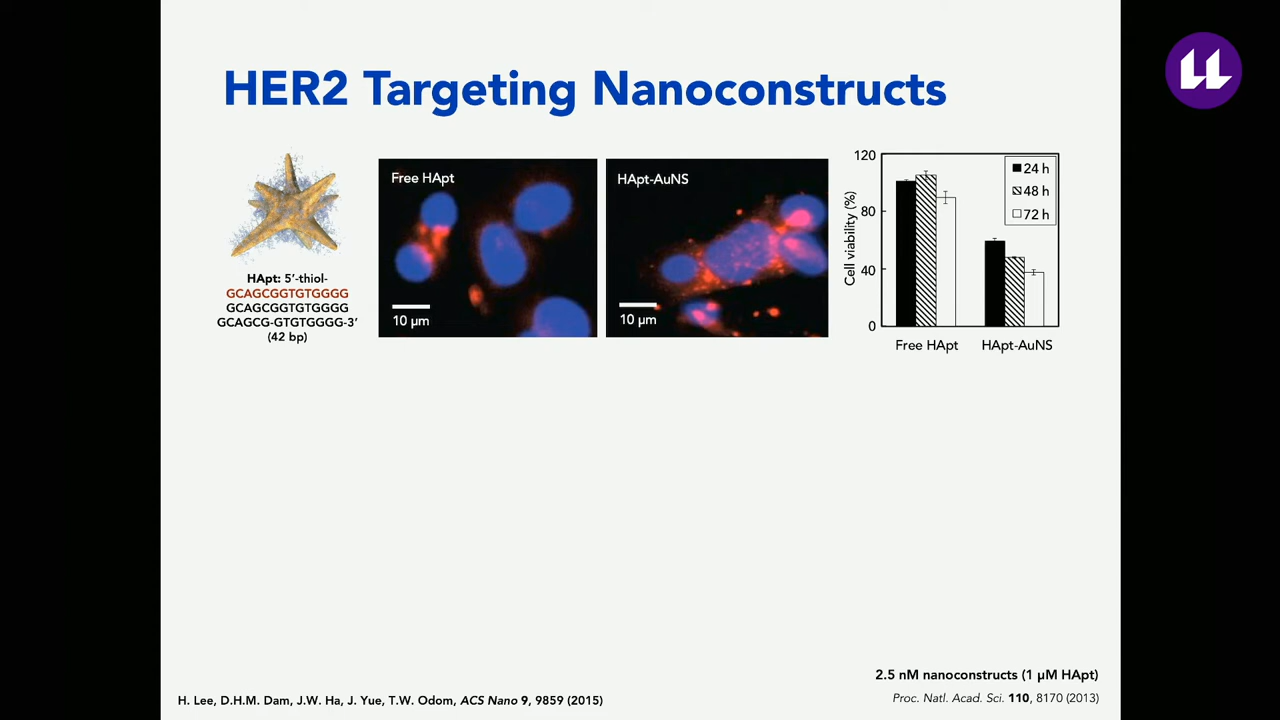 HER2 Targeting Nanoconstructs
HApt: 5′-thiol-
GCAGCGGTGTGGGG
GCAGCGGTGTGGGG
GCAGCG-GTGTGGGG-3′
(42 bp)
Free HApt
10 µm
HApt-AuNS
10 µm
120
80
40
0
Cell viability (%)
24 h
48 h
72 h
Free HApt
HApt-AuNS
2.5 nM nanoconstructs (1 µM HApt)
Proc. Natl. Acad. Sci. 110, 8170 (2013)
H. Lee, D.H.M. Dam, J.W. Ha, J. Yue, T.W. Odom, ACS Nano 9, 9859 (2015)